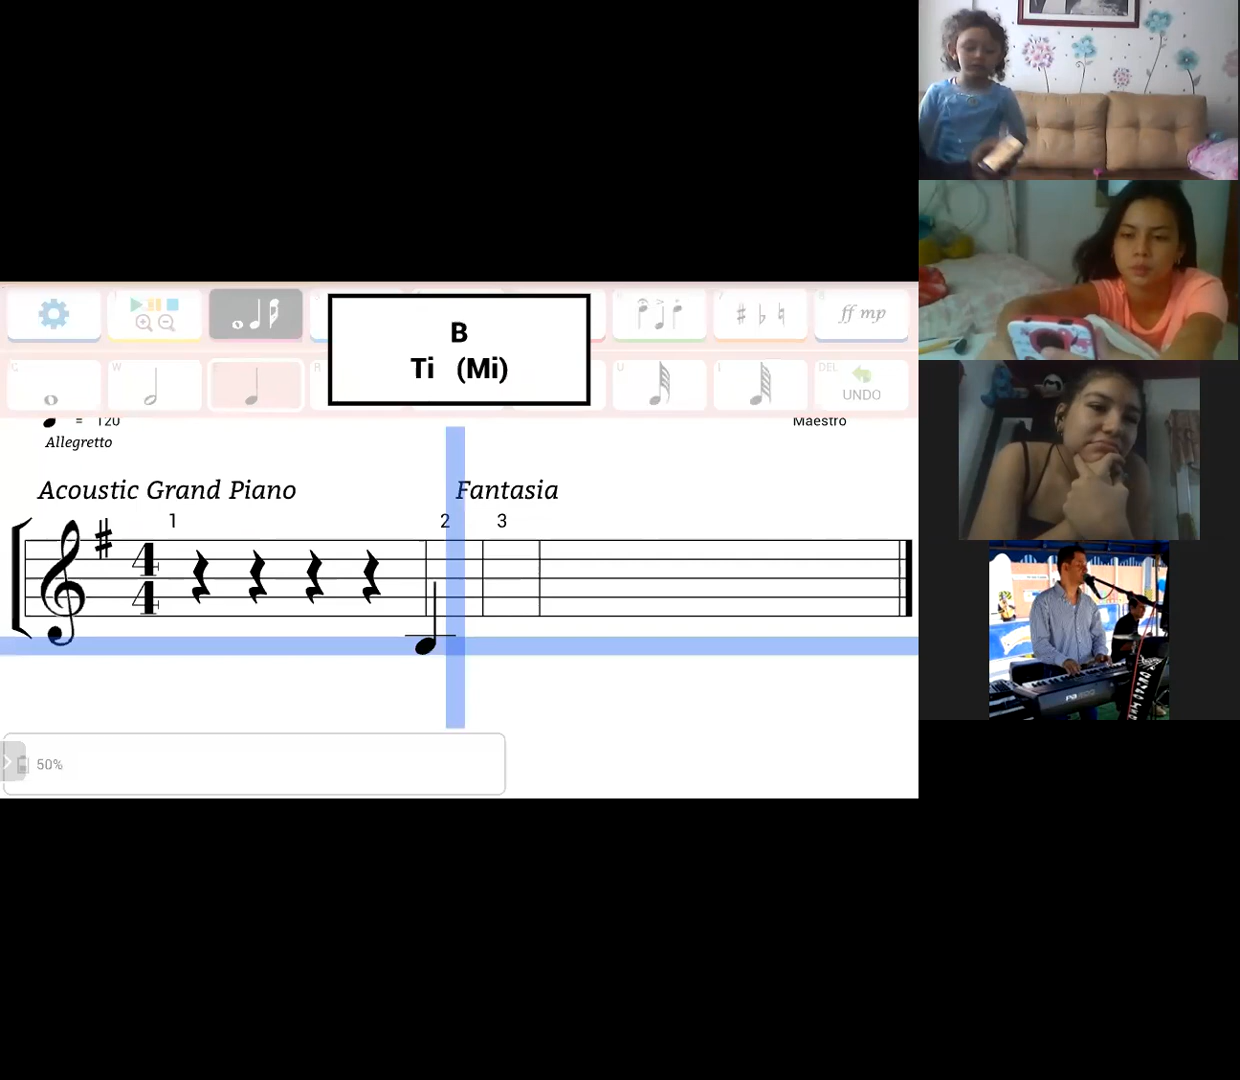 B
Ti (Mi)
ff mp
UNDO
DEL
= 120
Maestro
Allegretto
Acoustic Grand Piano
Fantasia
1
2
3
4
4
50%